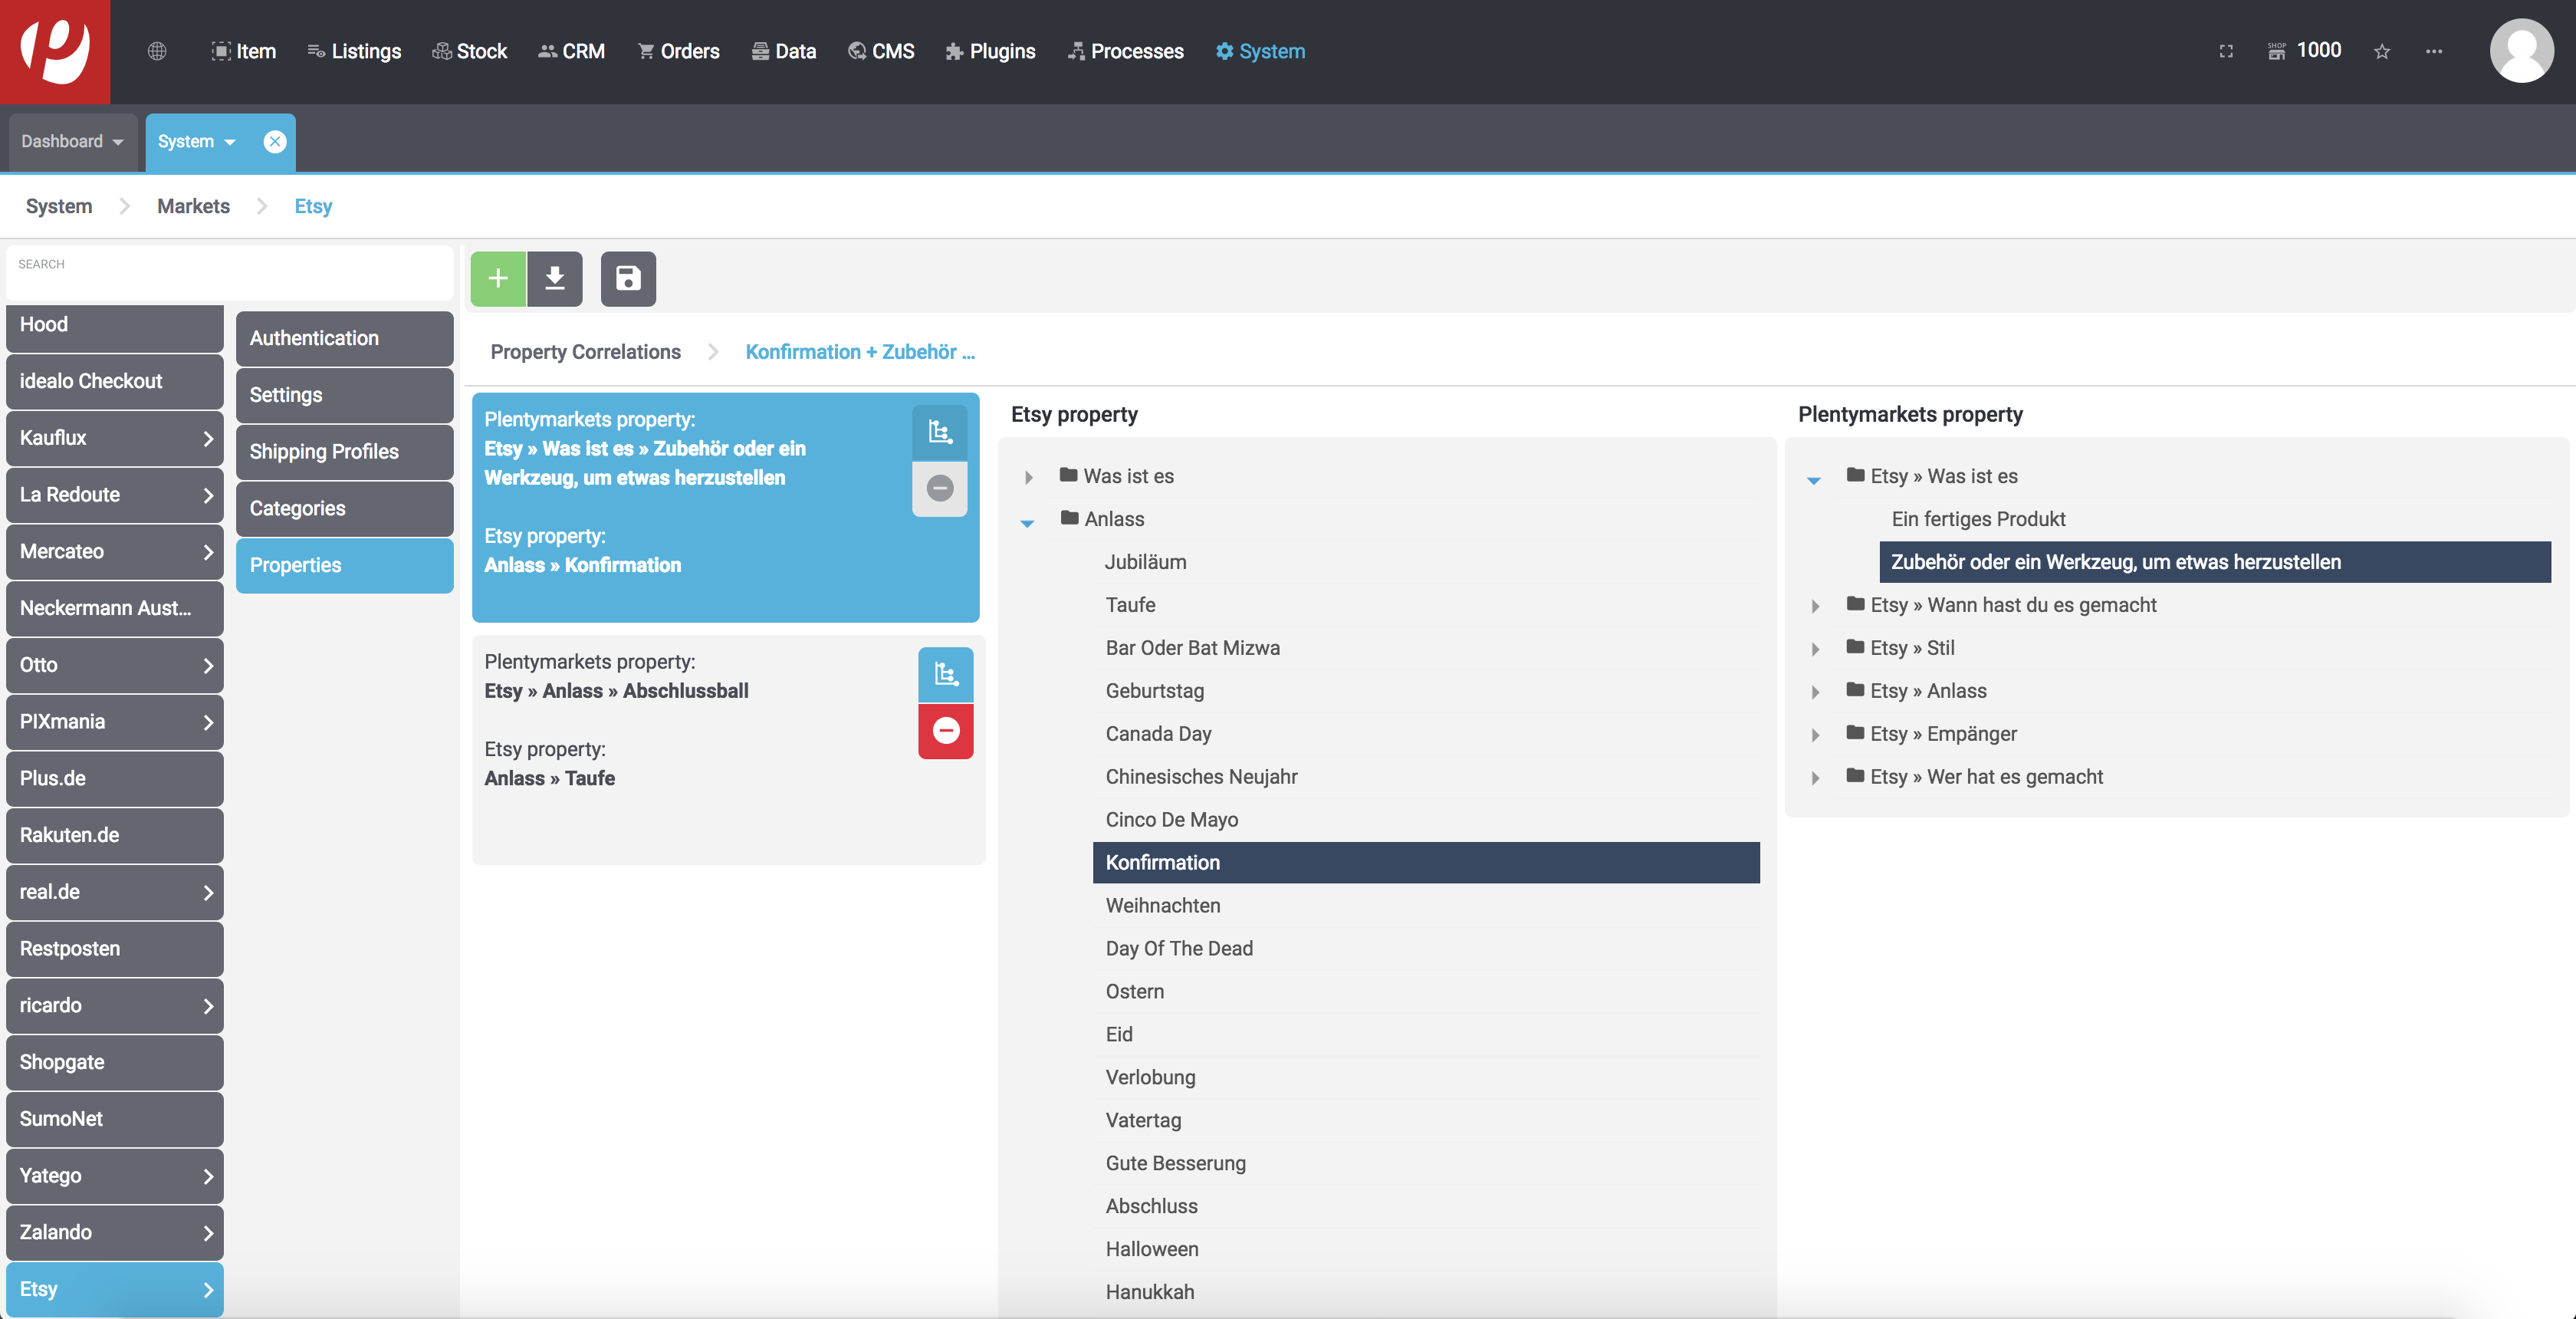 Item Listings Stock CRM Orders Data CMS Plugins Processes System SHOP 1000
Dashboard System
System Markets Etsy
SEARCH
Hood
idealo Checkout
Kauflux
La Redoute
Mercateo
Neckermann Aust...
Otto
PIXmania
Plus.de
Rakuten.de
real.de
Restposten
ricardo
Shopgate
SumoNet
Yatego
Zalando
Etsy
Authentication
Settings
Shipping Profiles
Categories
Properties
Property Correlations Konfirmation + Zubehör ...
Plentymarkets property:
Etsy » Was ist es » Zubehör oder ein
Werkzeug, um etwas herzustellen
Etsy property:
Anlass » Konfirmation
Plentymarkets property:
Etsy » Anlass » Abschlussball
Etsy property:
Anlass » Taufe
Etsy property
Was ist es
Anlass
Jubiläum
Taufe
Bar Oder Bat Mizwa
Geburtstag
Canada Day
Chinesisches Neujahr
Cinco De Mayo
Konfirmation
Weihnachten
Day Of The Dead
Ostern
Eid
Verlobung
Vatertag
Gute Besserung
Abschluss
Halloween
Hanukkah
Plentymarkets property
Etsy » Was ist es
Ein fertiges Produkt
Zubehör oder ein Werkzeug, um etwas herzustellen
Etsy » Wann hast du es gemacht
Etsy » Stil
Etsy » Anlass
Etsy » Empänger
Etsy » Wer hat es gemacht